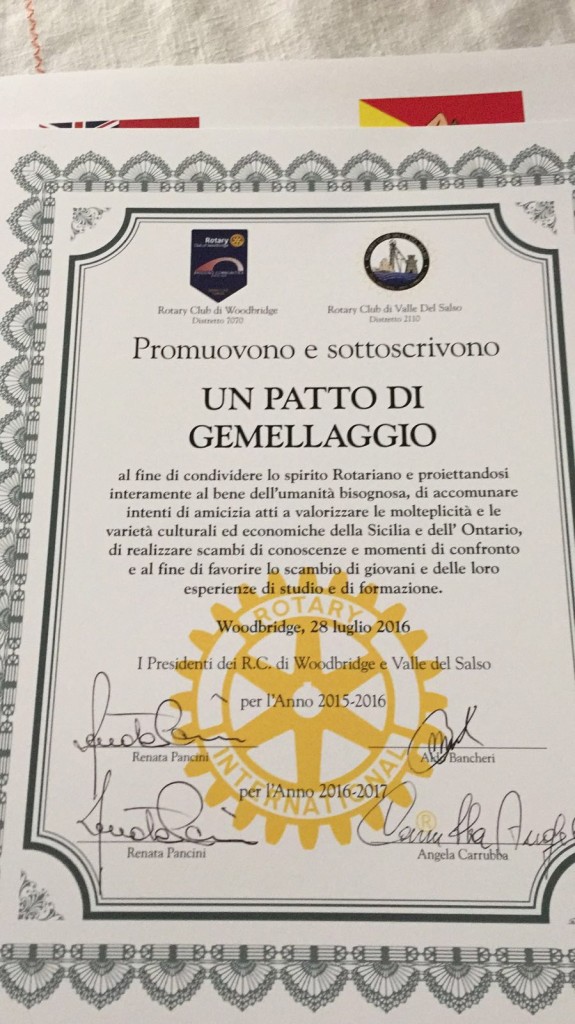 Rotary
Rotary Club di Woodbridge
Distretto 7070
Rotary Club di Valle Del Salso
Distretto 2110
Promuovono e sottoscrivono
UN PATTO DI
GEMELLAGGIO
al fine di condividere lo spirito Rotariano e proiettandosi
interamente al bene dell'umanità bisognosa, di accomunare
intenti di amicizia atti a valorizzare le molteplicità e le
varietà culturali ed economiche della Sicilia e dell' Ontario,
di realizzare scambi di conoscenze e momenti di confronto
e al fine di favorire lo scambio di giovani e delle loro
esperienze di studio e di formazione.
ROTARY
Woodbridge, 28 luglio 2016
I Presidenti dei R.C. di Woodbridge e Valle del Salso
per l'Anno 2015-2016
Renata Pancini
Bancheri
INTERNATIONAL
per l'Anno 2016-2017
®
Renata Pancini
Angela Carrubba